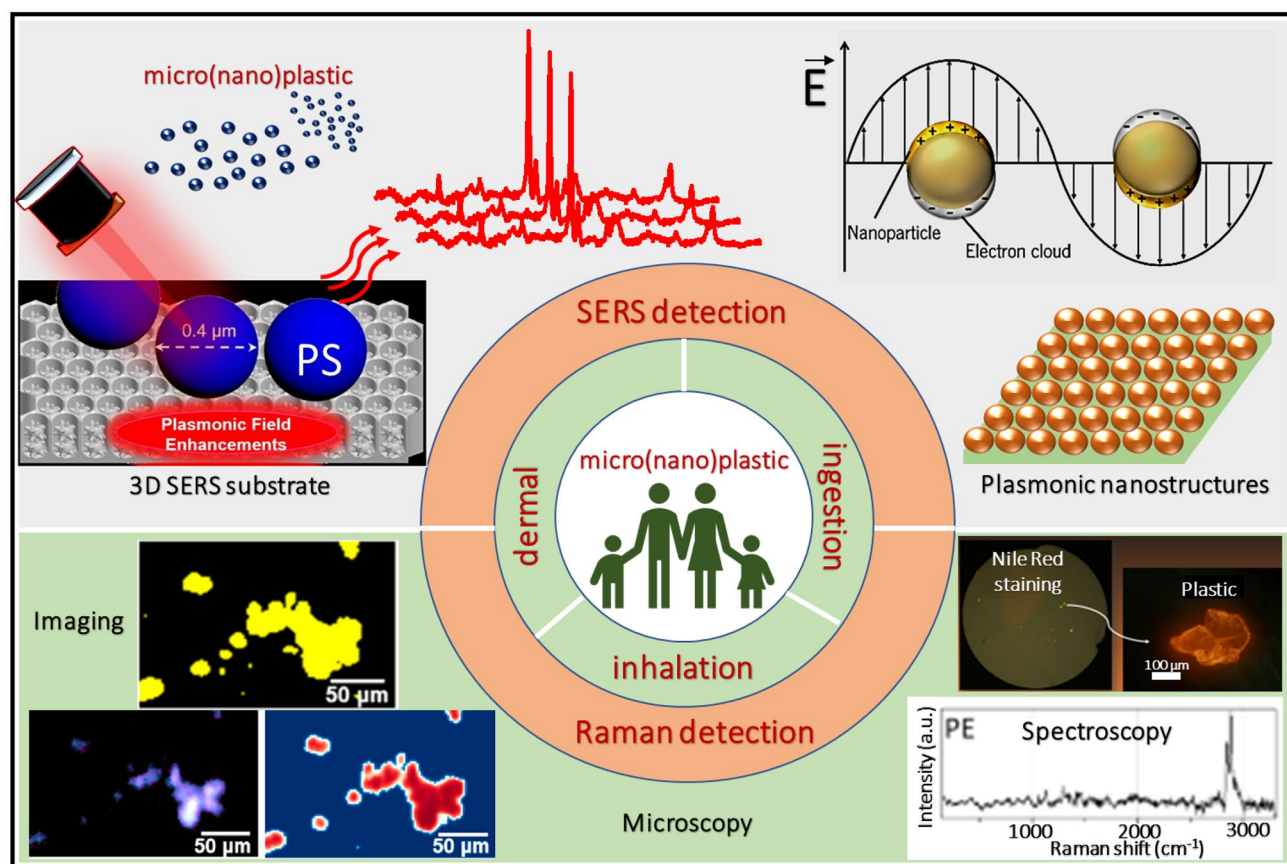 micro(nano)plastic
E
+ + + + +
- - - - -
Nanoparticle
Electron cloud
- - - - -
+ + + + +
0.4 µm
PS
Plasmonic Field
Enhancements
3D SERS substrate
SERS detection
Plasmonic nanostructures
dermal
micro(nano)plastic
ingestion
inhalation
Raman detection
Imaging
50 µm
50 µm
50 µm
Microscopy
Nile Red
staining
Plastic
100 µm
PE
Spectroscopy
Intensity (a.u.)
1000
2000
3000
Raman shift (cm⁻¹)